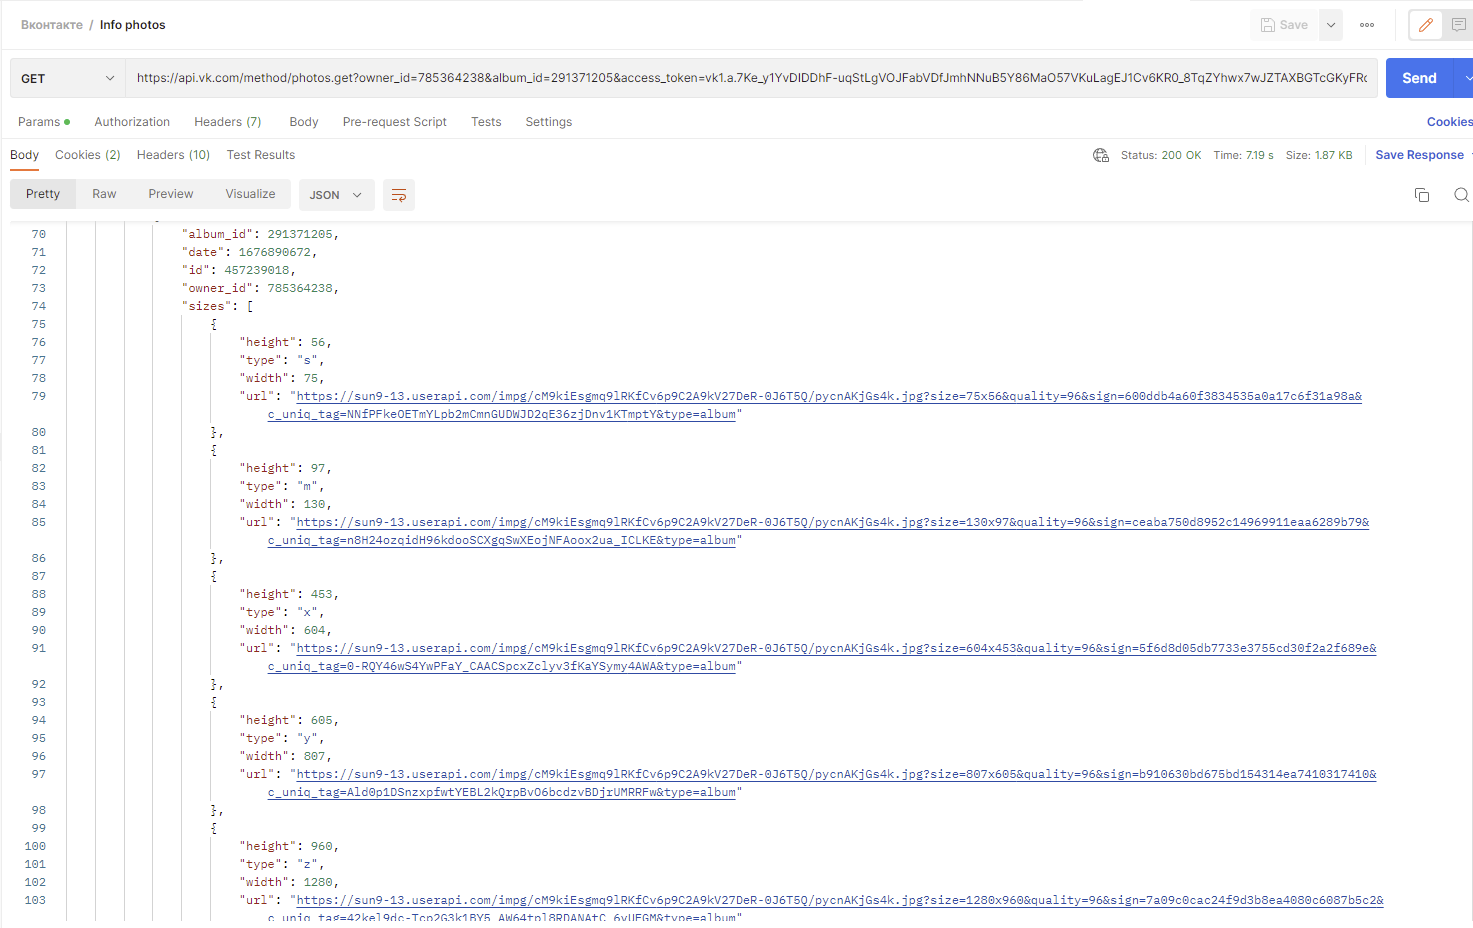 Вконтакте / Info photos
Save
GET https://api.vk.com/method/photos.get?owner_id=785364238&album_id=291371205&access_token=vk1.a.7Ke_y1YvDIDDhF-uqStLgVOJFabVDfJmhNNuB5Y86MaO57VKuLagEJ1Cv6KR0_8TqZYhwx7wJZTAXBGTcGKyFRc Send
Params Authorization Headers (7) Body Pre-request Script Tests Settings Cookies
Body Cookies (2) Headers (10) Test Results Status: 200 OK Time: 7.19 s Size: 1.87 KB Save Response
Pretty Raw Preview Visualize JSON
70 "album_id": 291371205,
71 "date": 1676890672,
72 "id": 457239018,
73 "owner_id": 785364238,
74 "sizes": [
75 {
76 "height": 56,
77 "type": "s",
78 "width": 75,
79 "url": "https://sun9-13.userapi.com/impg/cM9kiEsgmq9lRKfCv6p9C2A9kV27DeR-0J6T5Q/pycnAKjGs4k.jpg?size=75x56&quality=96&sign=600ddb4a60f3834535a0a17c6f31a98a&
c_uniq_tag=NNfPFkeOETmYLpb2mCmnGUDWJD2qE36zjDnv1KTmptY&type=album"
80 },
81 {
82 "height": 97,
83 "type": "m",
84 "width": 130,
85 "url": "https://sun9-13.userapi.com/impg/cM9kiEsgmq9lRKfCv6p9C2A9kV27DeR-0J6T5Q/pycnAKjGs4k.jpg?size=130x97&quality=96&sign=ceaba750d8952c14969911eaa6289b79&
c_uniq_tag=n8H24ozqidH96kdooSCXgqSwXEojNFAoox2ua_ICLKE&type=album"
86 },
87 {
88 "height": 453,
89 "type": "x",
90 "width": 604,
91 "url": "https://sun9-13.userapi.com/impg/cM9kiEsgmq9lRKfCv6p9C2A9kV27DeR-0J6T5Q/pycnAKjGs4k.jpg?size=604x453&quality=96&sign=5f6d8d05db7733e3755cd30f2a2f689e&
c_uniq_tag=0-RQY46wS4YwPFaY_CAACSpcxZclyv3fKaYSymy4AWA&type=album"
92 },
93 {
94 "height": 605,
95 "type": "y",
96 "width": 807,
97 "url": "https://sun9-13.userapi.com/impg/cM9kiEsgmq9lRKfCv6p9C2A9kV27DeR-0J6T5Q/pycnAKjGs4k.jpg?size=807x605&quality=96&sign=b910630bd675bd154314ea7410317410&
c_uniq_tag=Ald0p1DSnzxpfwtYEBL2kQrpBvO6bcdzvBDjrUMRRFw&type=album"
98 },
99 {
100 "height": 960,
101 "type": "z",
102 "width": 1280,
103 "url": "https://sun9-13.userapi.com/impg/cM9kiEsgmq9lRKfCv6p9C2A9kV27DeR-0J6T5Q/pycnAKjGs4k.jpg?size=1280x960&quality=96&sign=7a09c0cac24f9d3b8ea4080c6087b5c2&